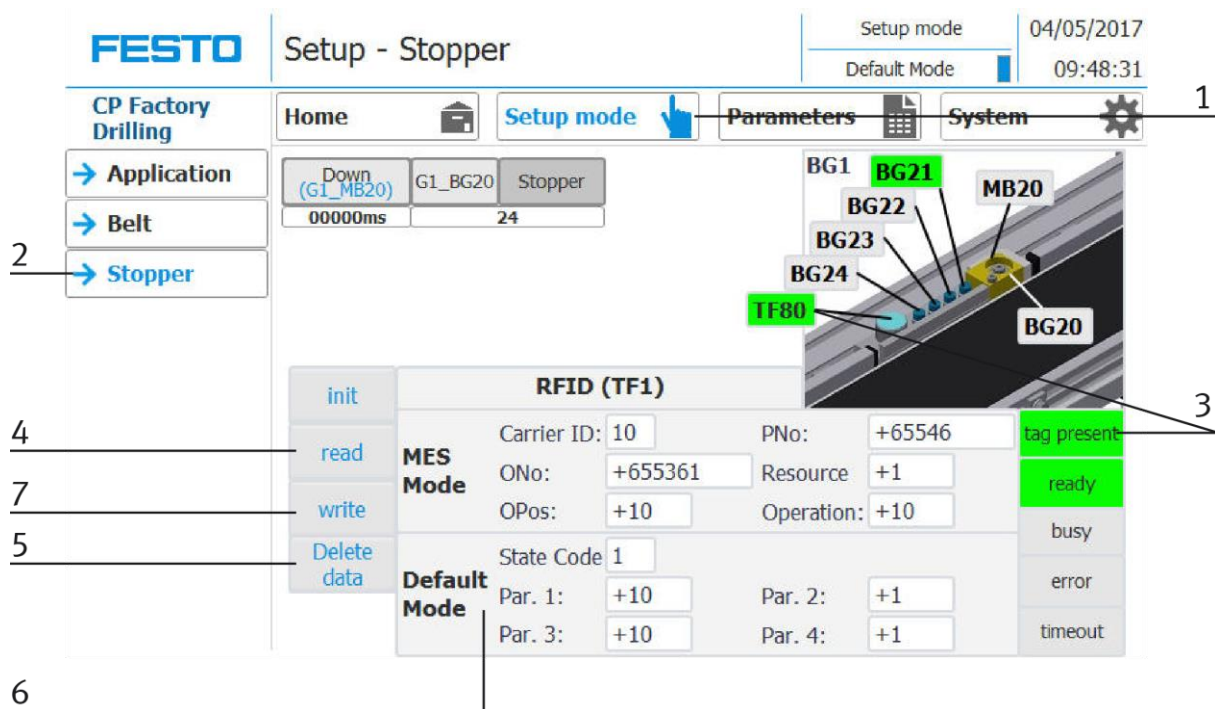 FESTO
Setup - Stopper
Setup mode
Default Mode
04/05/2017
09:48:31
CP Factory
Drilling
Home
Setup mode
Parameters
System
1
Application
Belt
2
Stopper
Down
(G1_MB20)
G1_BG20
Stopper
00000ms
24
BG1
BG21
BG22
MB20
BG23
BG24
TF80
BG20
3
init
RFID (TF1)
4
read
7
write
5
Delete
data
MES
Mode
Carrier ID: 10
PNo: +65546
ONo: +655361
Resource +1
OPos: +10
Operation: +10
Default
Mode
State Code 1
Par. 1: +10
Par. 2: +1
Par. 3: +10
Par. 4: +1
tag present
ready
busy
error
timeout
6